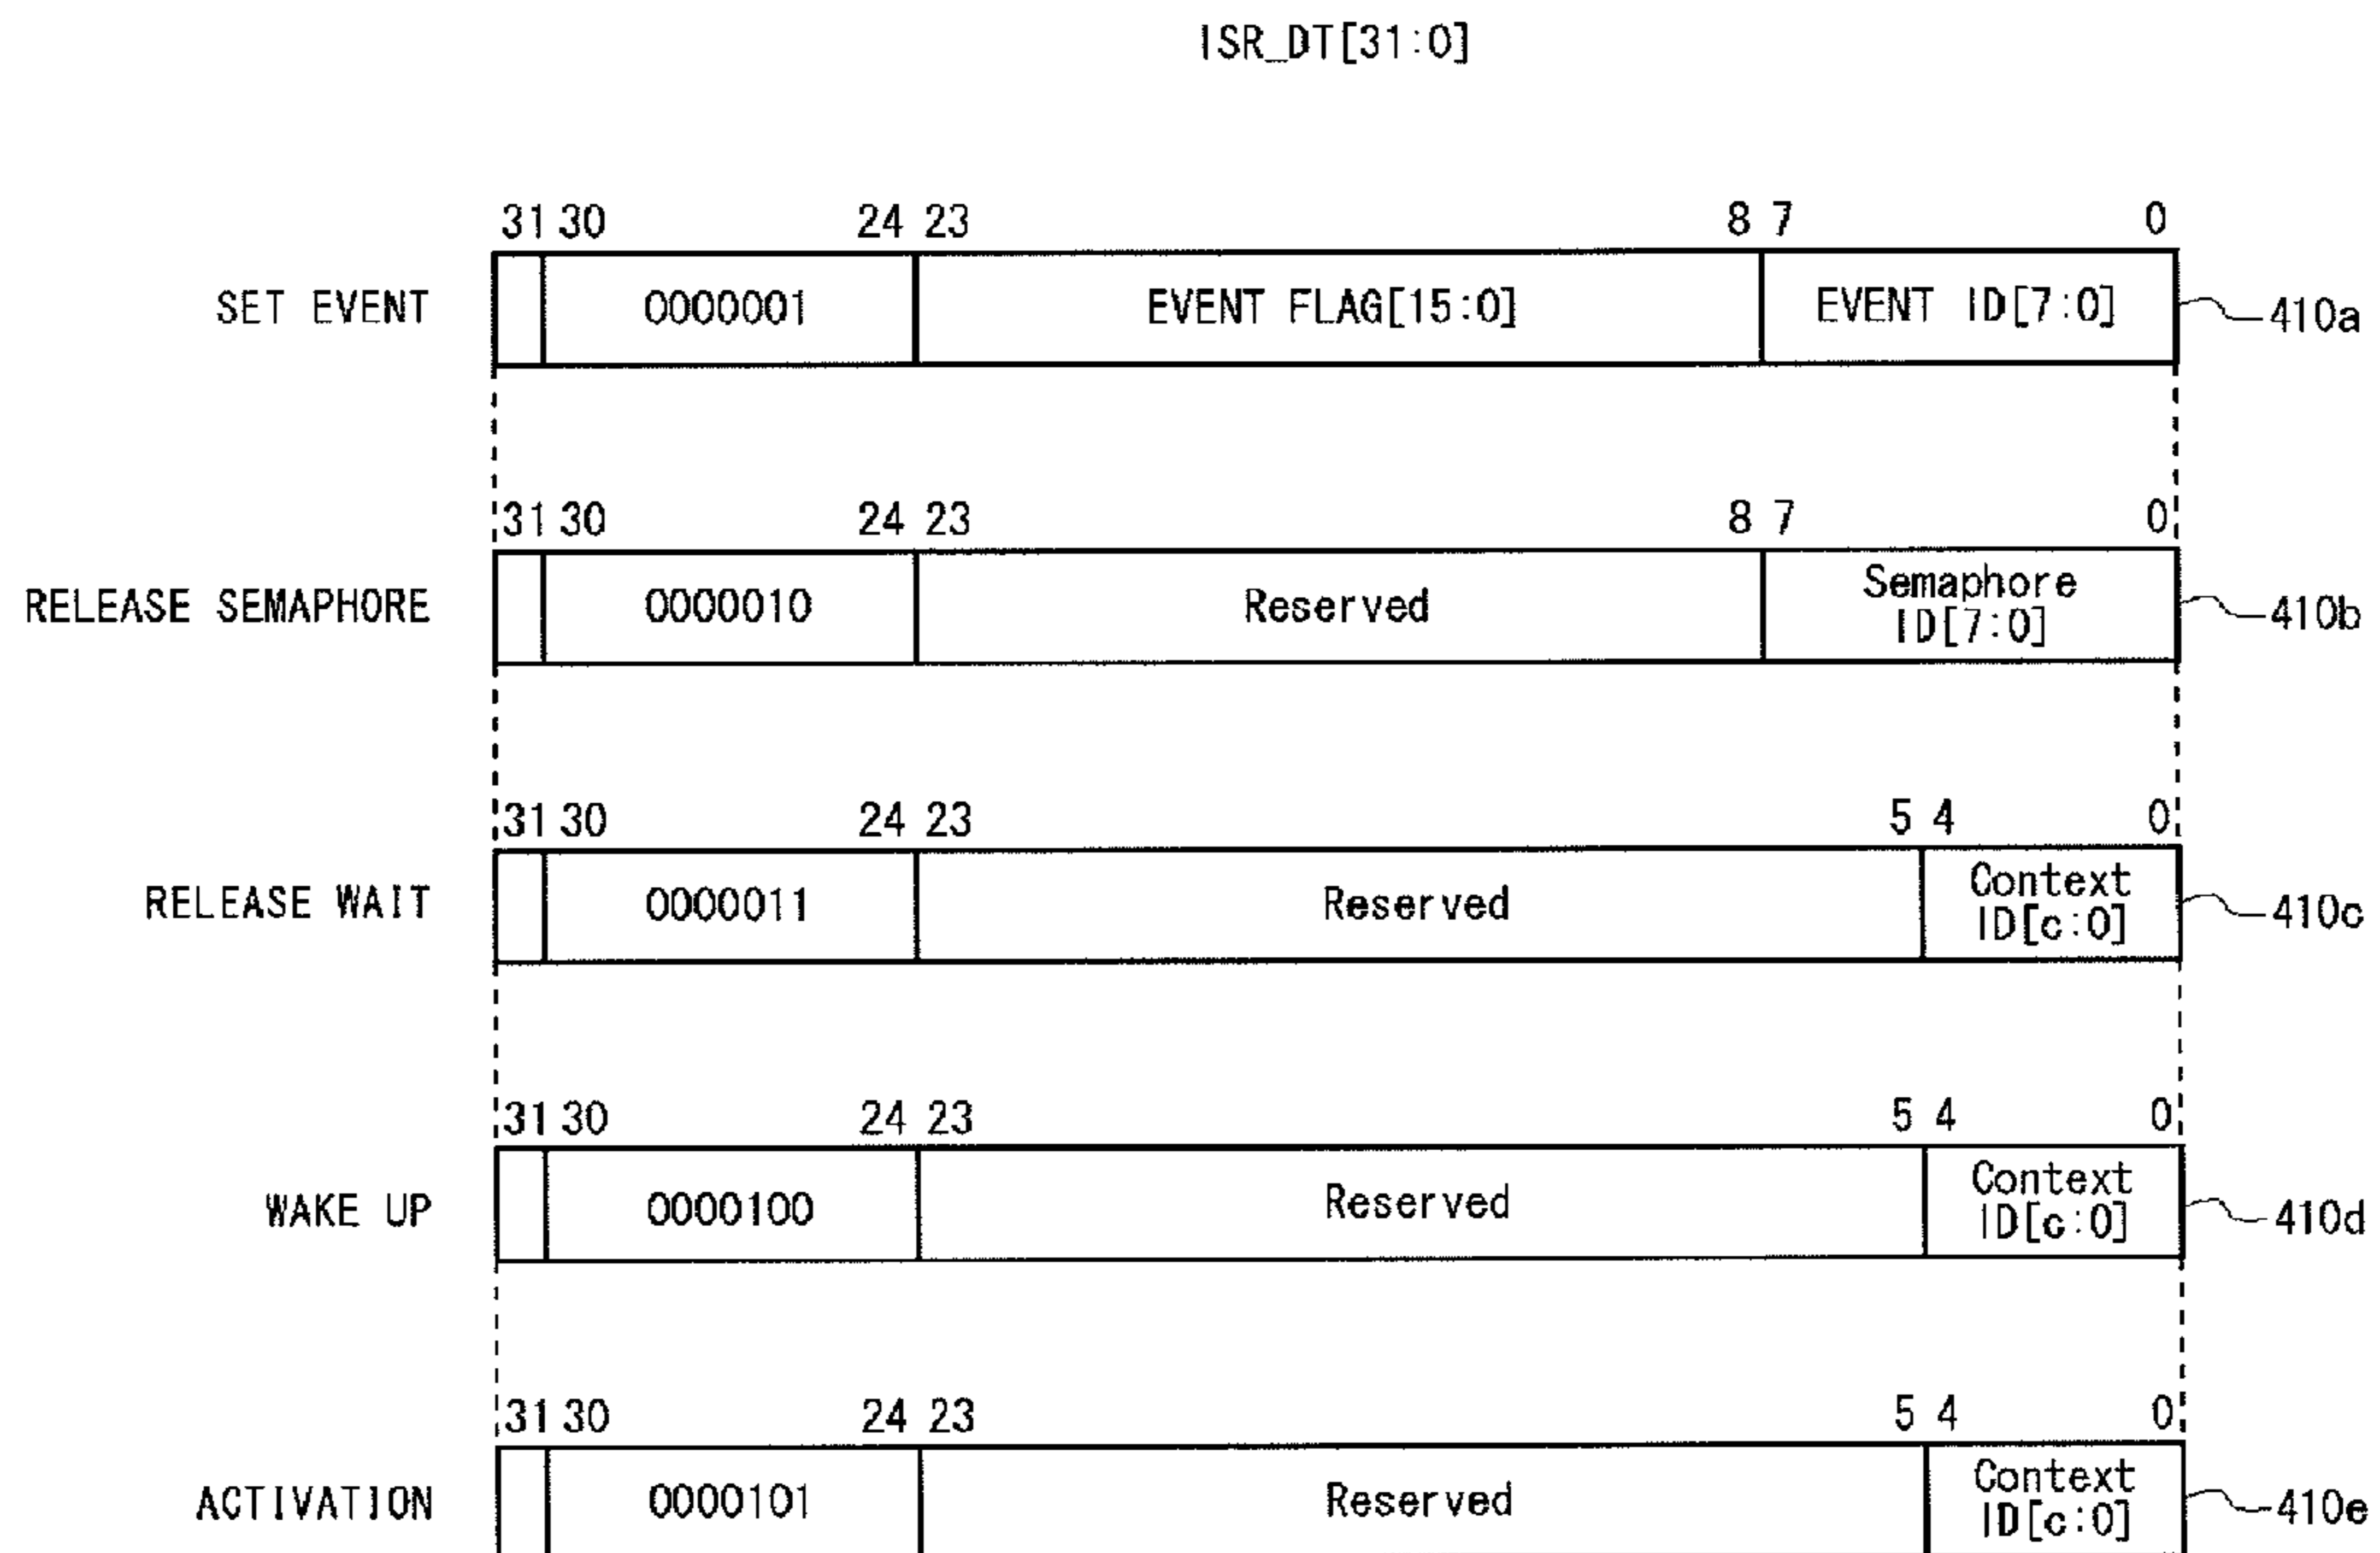 ISR_DT[31:0]
31 30 24 23 8 7 0
SET EVENT 0000001 EVENT FLAG[15:0] EVENT ID[7:0] 410a
31 30 24 23 8 7 0
RELEASE SEMAPHORE 0000010 Reserved Semaphore
ID[7:0] 410b
31 30 24 23 5 4 0
RELEASE WAIT 0000011 Reserved Context
ID[c:0] 410c
31 30 24 23 5 4 0
WAKE UP 0000100 Reserved Context
ID[c:0] 410d
31 30 24 23 5 4 0
ACTIVATION 0000101 Reserved Context
ID[c:0] 410e